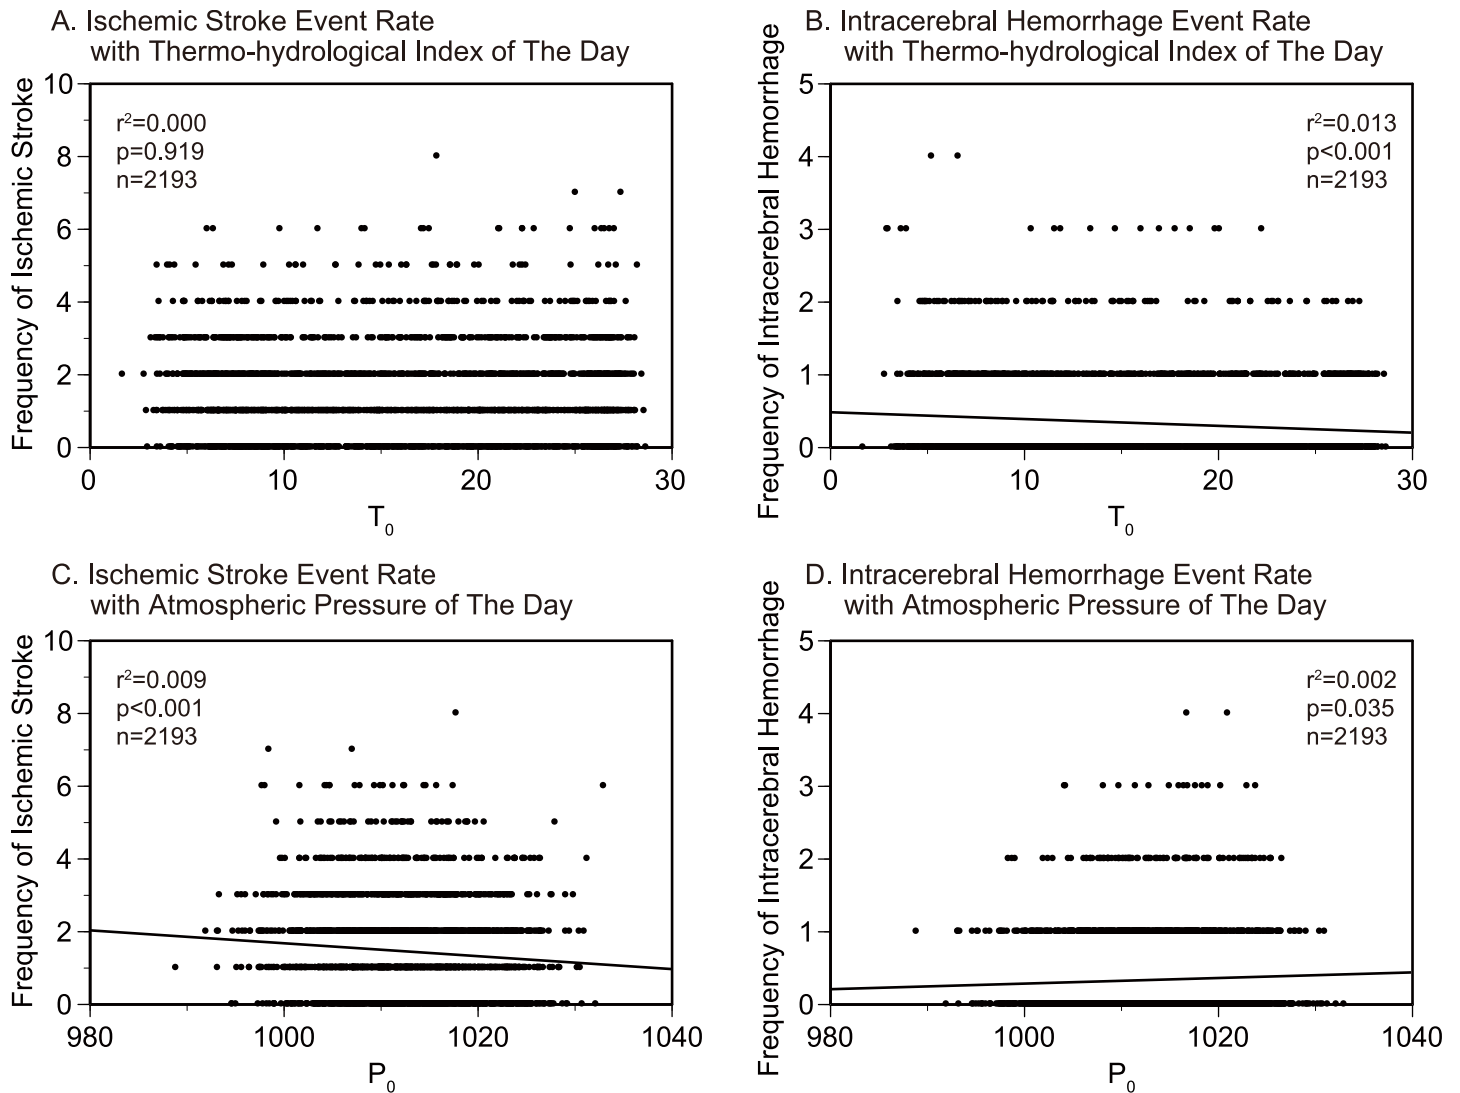 A. Ischemic Stroke Event Rate
with Thermo-hydrological Index of The Day
Frequency of Ischemic Stroke
10
8
6
4
2
0
r²=0.000
p=0.919
n=2193
0 10 20 30
T₀
B. Intracerebral Hemorrhage Event Rate
with Thermo-hydrological Index of The Day
Frequency of Intracerebral Hemorrhage
5
4
3
2
1
0
r²=0.013
p<0.001
n=2193
0 10 20 30
T₀
C. Ischemic Stroke Event Rate
with Atmospheric Pressure of The Day
Frequency of Ischemic Stroke
10
8
6
4
2
0
r²=0.009
p<0.001
n=2193
980 1000 1020 1040
P₀
D. Intracerebral Hemorrhage Event Rate
with Atmospheric Pressure of The Day
Frequency of Intracerebral Hemorrhage
5
4
3
2
1
0
r²=0.002
p=0.035
n=2193
980 1000 1020 1040
P₀